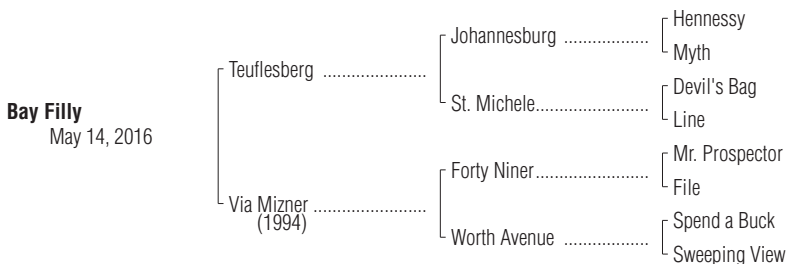 Hennessy
Johannesburg ....................
Myth
Teuflesberg .........................
Devil's Bag
St. Michele...........................
Line
Bay Filly
May 14, 2016
Mr. Prospector
Forty Niner...........................
File
Via Mizner ...........................
(1994)
Spend a Buck
Worth Avenue ....................
Sweeping View